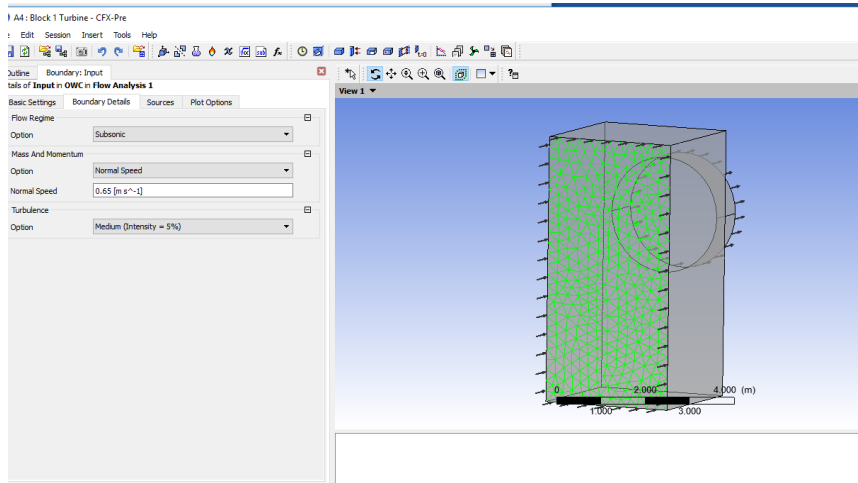 A4 : Block 1 Turbine - CFX-Pre
e Edit Session Insert Tools Help
Outline Boundary: Input
tails of Input in OWC in Flow Analysis 1
Basic Settings Boundary Details Sources Plot Options
Flow Regime
Option Subsonic
Mass And Momentum
Option Normal Speed
Normal Speed 0.65 [m s^-1]
Turbulence
Option Medium (Intensity = 5%)
View 1
0 2.000 4.000 (m)
1.000 3.000